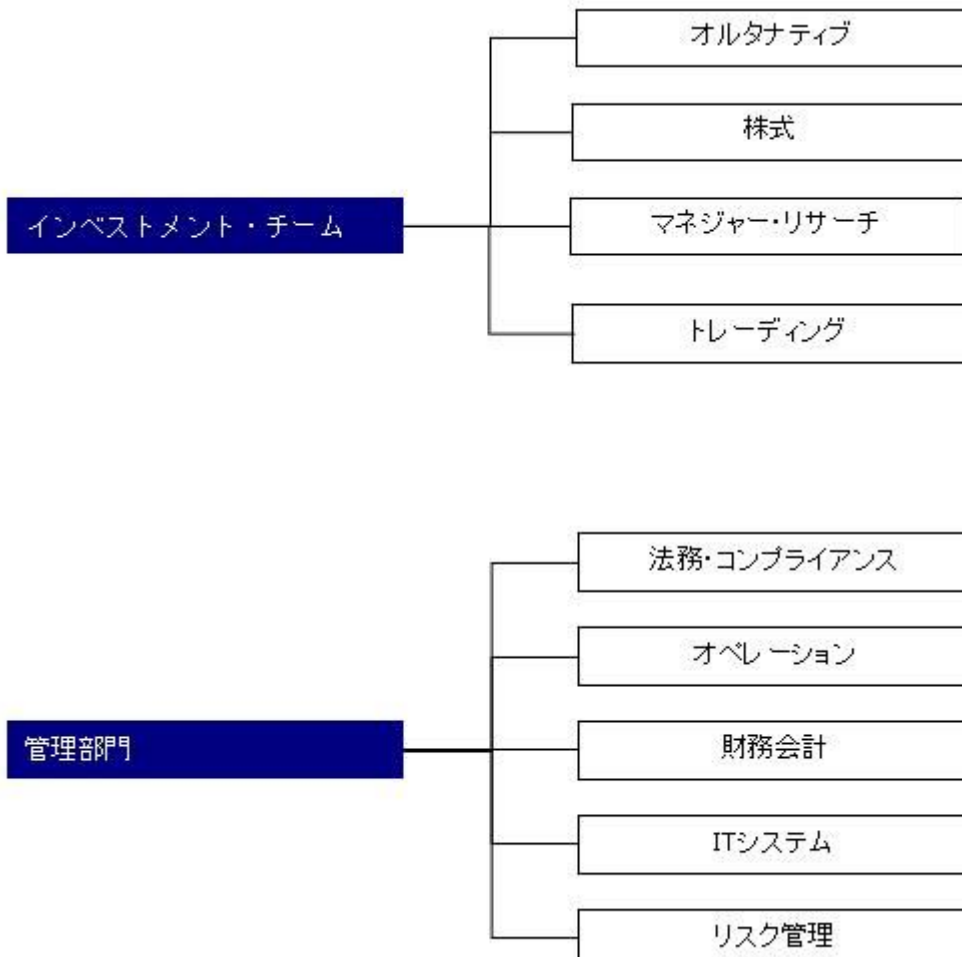 オルタナティブ
株式
インベストメント・チーム
マネジャー・リサーチ
トレーディング
法務・コンプライアンス
オペレーション
管理部門
財務会計
ITシステム
リスク管理